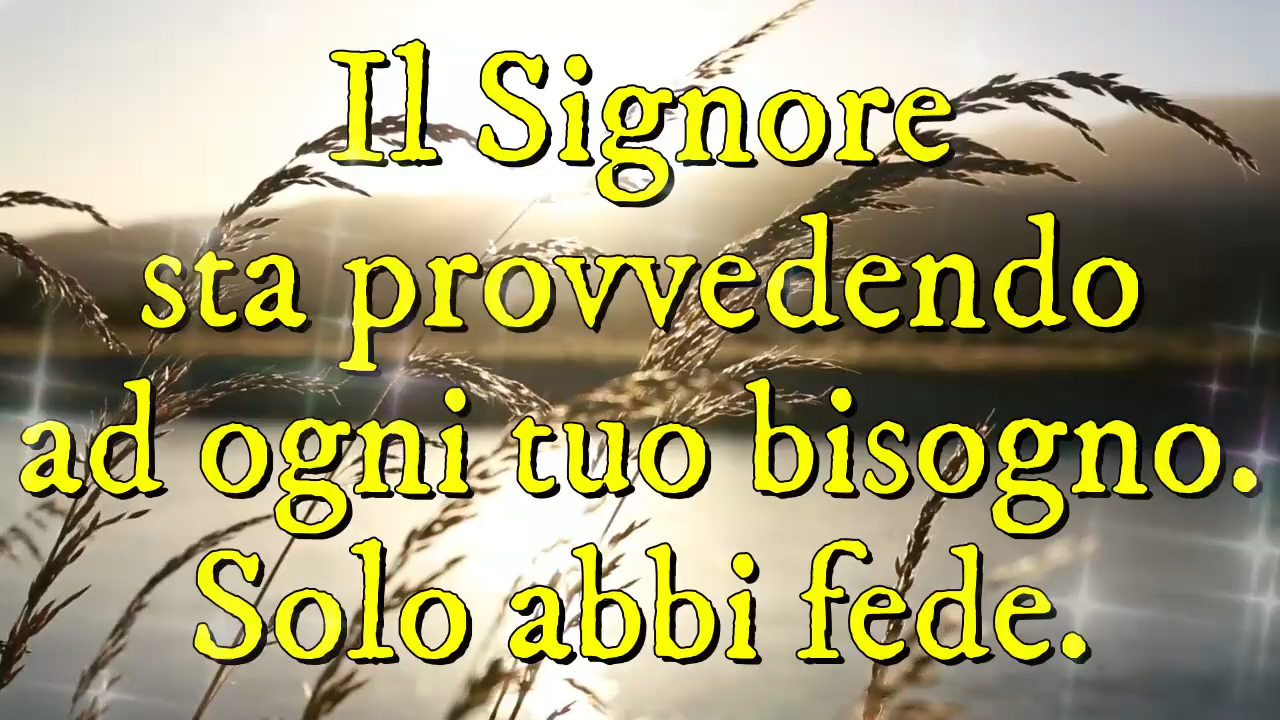 Il Signore
sta provvedendo
ad ogni tuo bisogno.
Solo abbi fede.